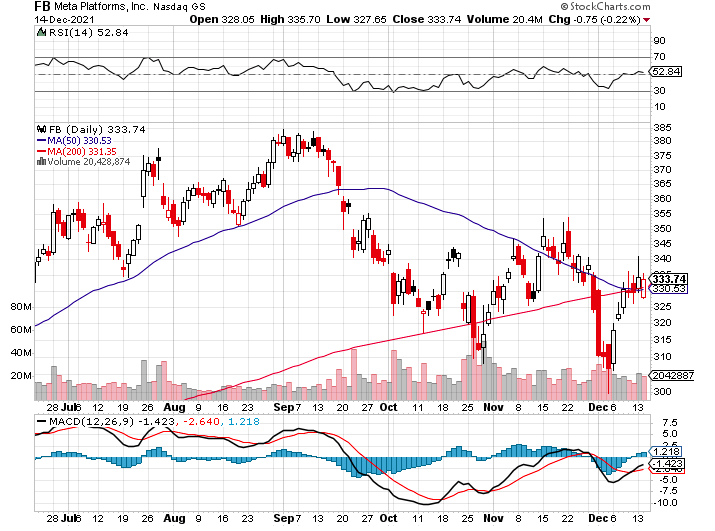 FB Meta Platforms, Inc. Nasdaq GS © StockCharts.com
14-Dec-2021 Open 328.05 High 335.70 Low 327.65 Close 333.74 Volume 20.4M Chg -0.75 (-0.22%)
RSI(14) 52.84
90
70
52.84
30
10
FB (Daily) 333.74
MA(50) 330.53
MA(200) 331.35
Volume 20,428,874
385
380
375
370
365
360
355
350
345
340
335
333.74
330.53
325
320
315
310
300
80M
60M
40M
20M
2042887
28 Jul 6 12 19 26 Aug 9 16 23 Sep 7 13 20 27 Oct 11 18 25 Nov 8 15 22 Dec 6 13
MACD(12,26,9) -1.423, -2.640, 1.218
7.5
5.0
1.218
-1.423
-5.0
-7.5
-10.0
28 Jul 6 12 19 26 Aug 9 16 23 Sep 7 13 20 27 Oct 11 18 25 Nov 8 15 22 Dec 6 13